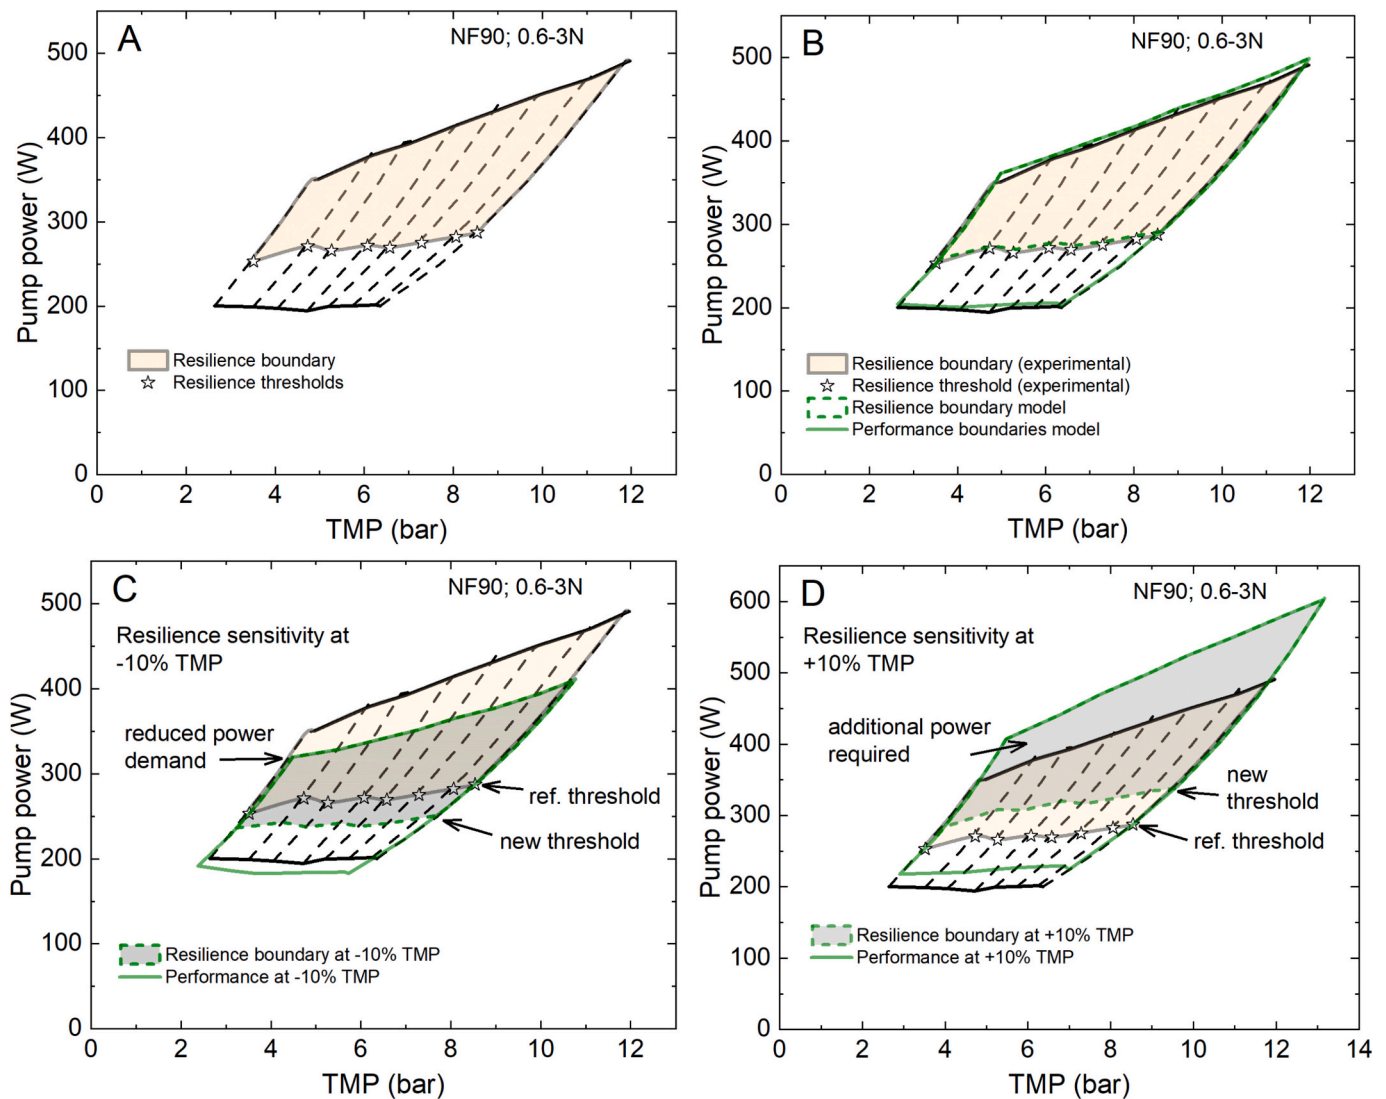 A
NF90; 0.6-3N
500
400
300
200
100
0
Pump power (W)
Resilience boundary
Resilience thresholds
0 2 4 6 8 10 12
TMP (bar)
B
NF90; 0.6-3N
500
400
300
200
100
0
Pump power (W)
Resilience boundary (experimental)
Resilience threshold (experimental)
Resilience boundary model
Performance boundaries model
0 2 4 6 8 10 12
TMP (bar)
C
NF90; 0.6-3N
Resilience sensitivity at
-10% TMP
500
400
300
200
100
0
Pump power (W)
reduced power
demand
ref. threshold
new threshold
Resilience boundary at -10% TMP
Performance at -10% TMP
0 2 4 6 8 10 12
TMP (bar)
D
NF90; 0.6-3N
Resilience sensitivity at
+10% TMP
600
500
400
300
200
100
0
Pump power (W)
additional power
required
new
threshold
ref. threshold
Resilience boundary at +10% TMP
Performance at +10% TMP
0 2 4 6 8 10 12 14
TMP (bar)